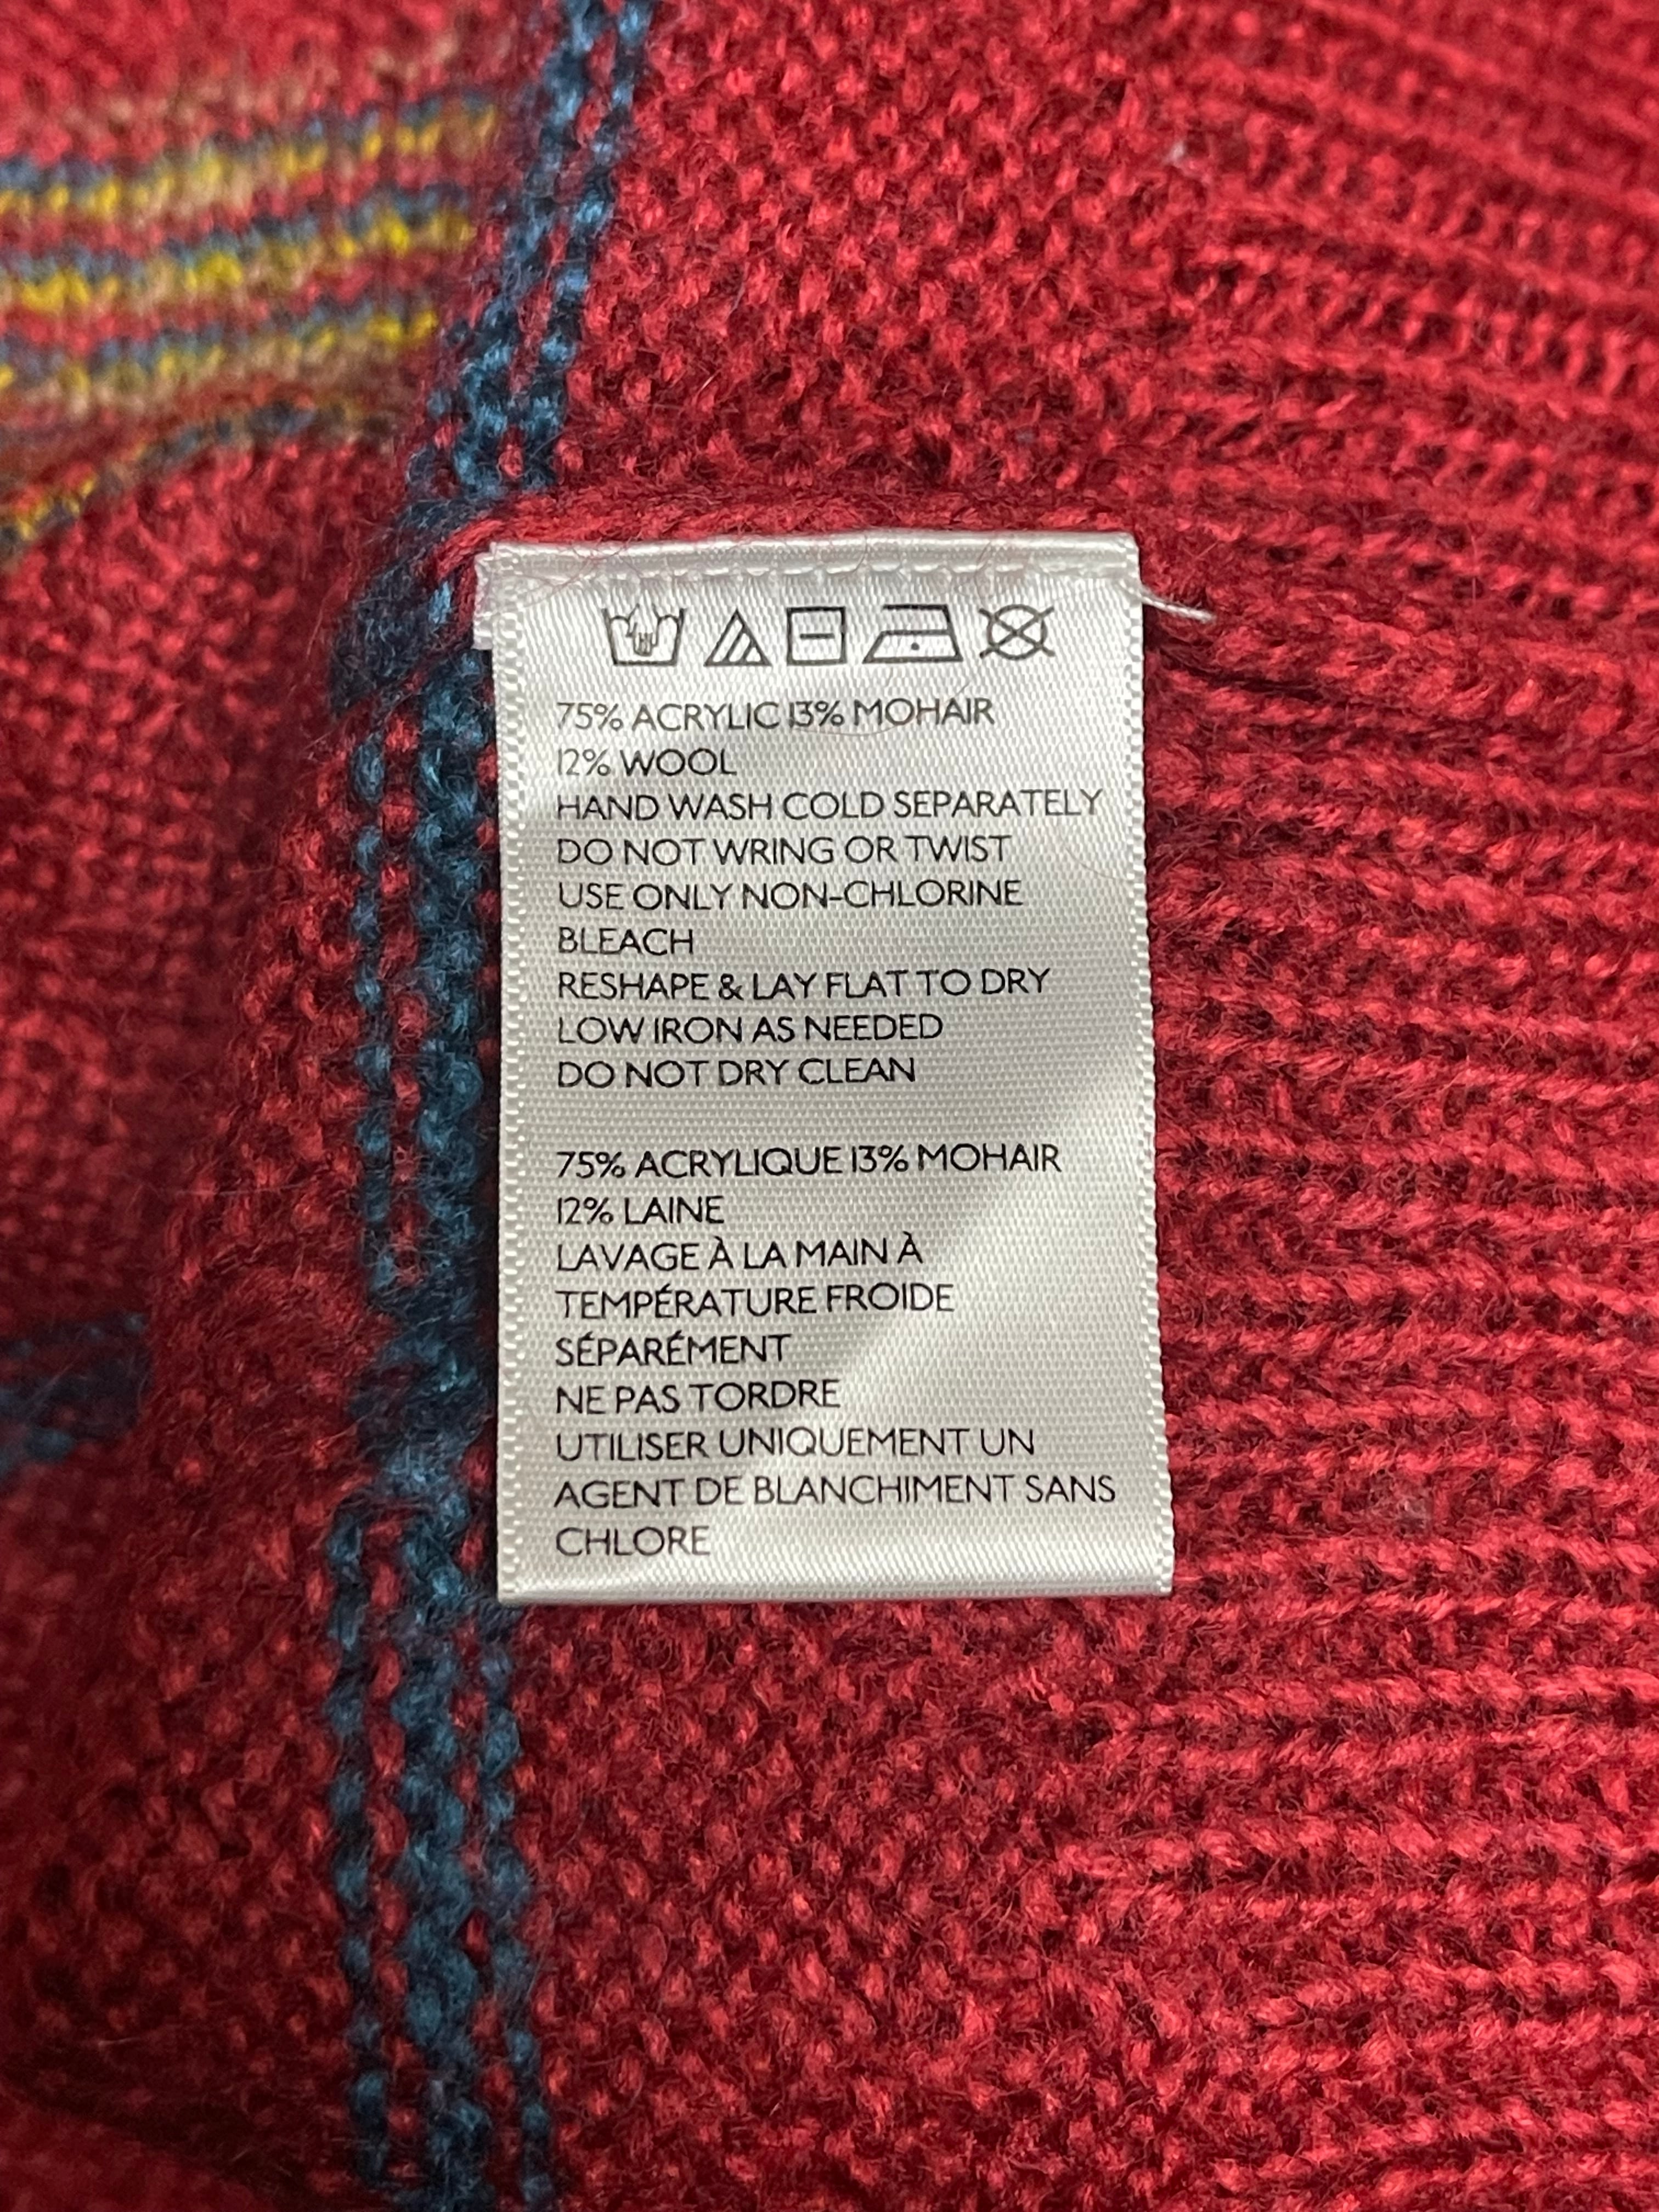 75% ACRYLIC 13% MOHAIR
12% WOOL
HAND WASH COLD SEPARATELY
DO NOT WRING OR TWIST
USE ONLY NON-CHLORINE
BLEACH
RESHAPE & LAY FLAT TO DRY
LOW IRON AS NEEDED
DO NOT DRY CLEAN
75% ACRYLIQUE 13% MOHAIR
12% LAINE
LAVAGE À LA MAIN À
TEMPÉRATURE FROIDE
SÉPARÉMENT
NE PAS TORDRE
UTILISER UNIQUEMENT UN
AGENT DE BLANCHIMENT SANS
CHLORE